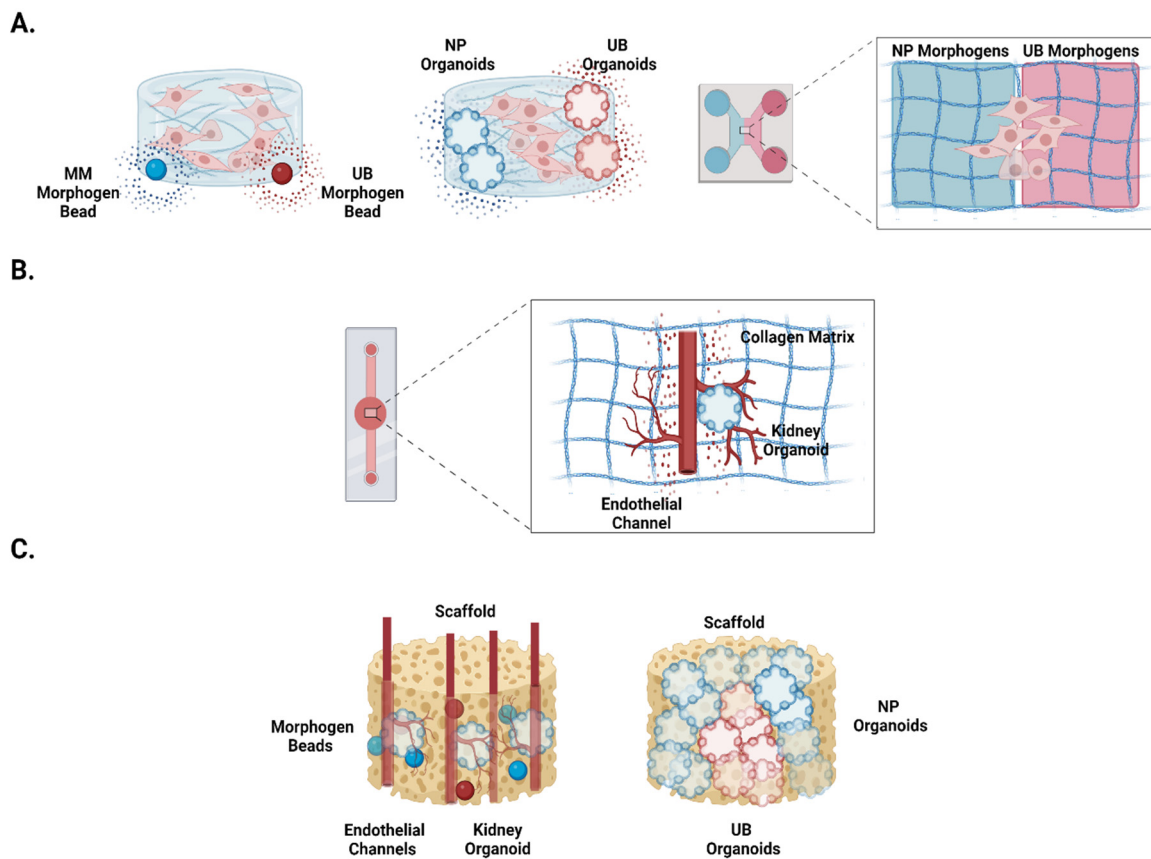 A.
NP
Organoids
UB
Organoids
NP Morphogens
UB Morphogens
MM
Morphogen
Bead
UB
Morphogen
Bead
B.
Collagen Matrix
Kidney
Organoid
Endothelial
Channel
C.
Scaffold
Scaffold
Morphogen
Beads
NP
Organoids
Endothelial
Channels
Kidney
Organoid
UB
Organoids